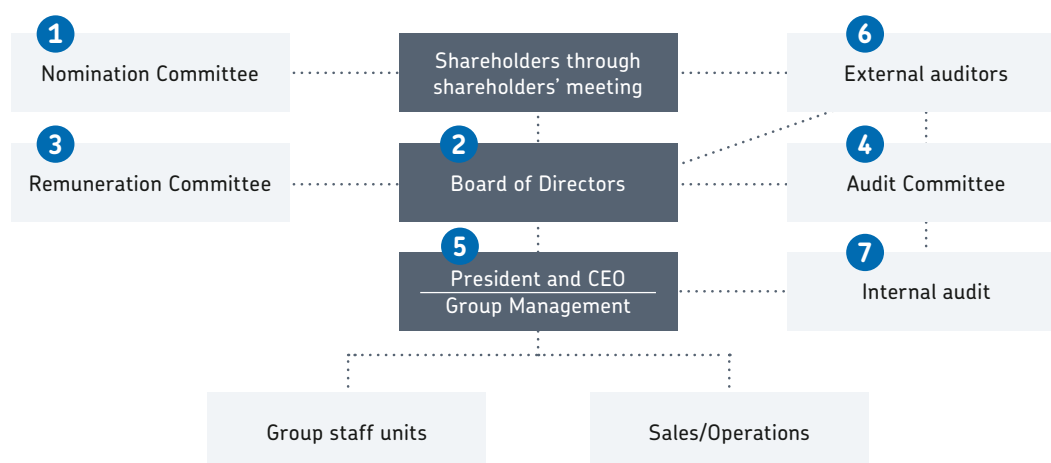 1
Nomination Committee
Shareholders through
shareholders' meeting
6
External auditors
3
Remuneration Committee
2
Board of Directors
4
Audit Committee
5
President and CEO
Group Management
7
Internal audit
Group staff units
Sales/Operations